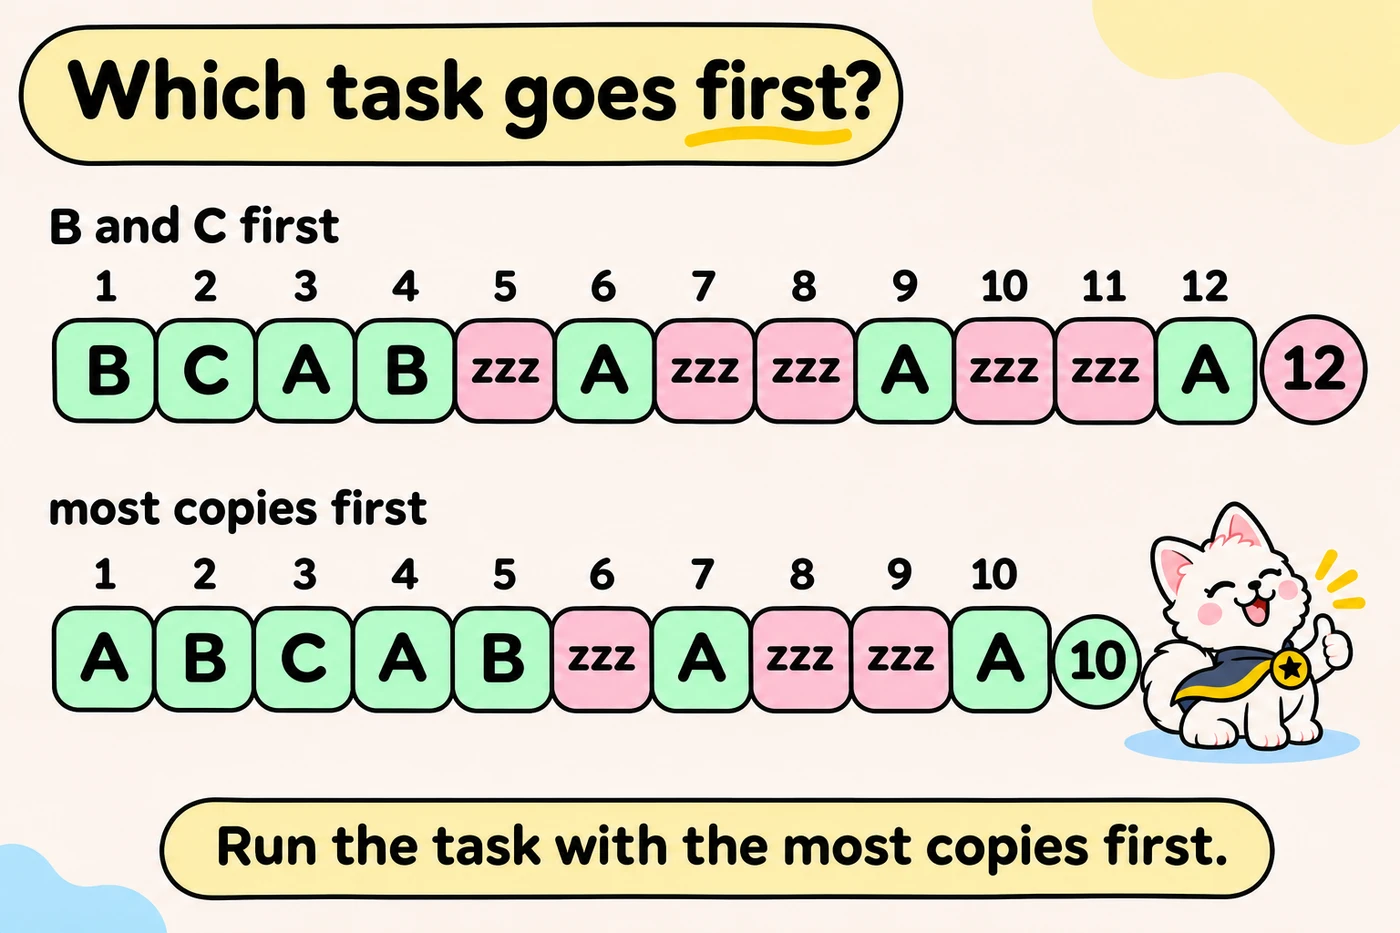 Which task goes first?
B and C first
1 2 3 4 5 6 7 8 9 10 11 12
B C A B zzz A zzz zzz A zzz zzz A 12
most copies first
1 2 3 4 5 6 7 8 9 10
A B C A B zzz A zzz zzz A 10
Run the task with the most copies first.